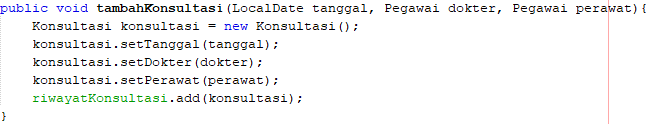 public void tambahKonsultasi(LocalDate tanggal, Pegawai dokter, Pegawai perawat){
    Konsultasi konsultasi = new Konsultasi();
    konsultasi.setTanggal(tanggal);
    konsultasi.setDokter(dokter);
    konsultasi.setPerawat(perawat);
    riwayatKonsultasi.add(konsultasi);
}